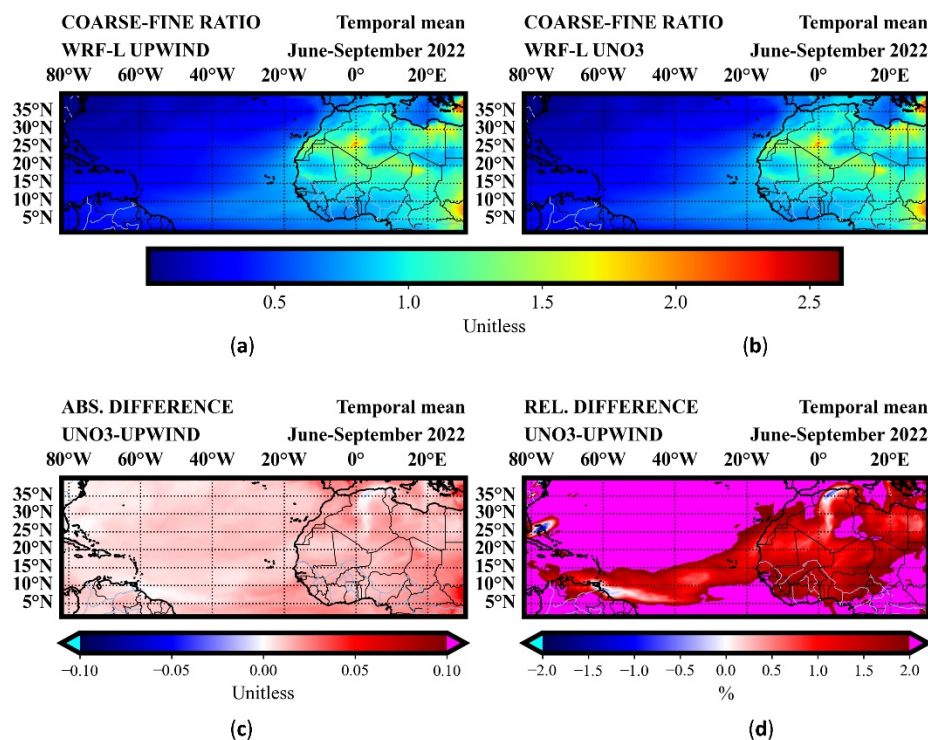 COARSE-FINE RATIO Temporal mean
WRF-L UPWIND June-September 2022
80°W 60°W 40°W 20°W 0° 20°E
35°N
30°N
25°N
20°N
15°N
10°N
5°N
COARSE-FINE RATIO Temporal mean
WRF-L UNO3 June-September 2022
80°W 60°W 40°W 20°W 0° 20°E
35°N
30°N
25°N
20°N
15°N
10°N
5°N
0.5 1.0 1.5 2.0 2.5
Unitless
(a) (b)
ABS. DIFFERENCE Temporal mean
UNO3-UPWIND June-September 2022
80°W 60°W 40°W 20°W 0° 20°E
35°N
30°N
25°N
20°N
15°N
10°N
5°N
−0.10 −0.05 0.00 0.05 0.10
Unitless
(c)
REL. DIFFERENCE Temporal mean
UNO3-UPWIND June-September 2022
80°W 60°W 40°W 20°W 0° 20°E
35°N
30°N
25°N
20°N
15°N
10°N
5°N
−2.0 −1.5 −1.0 −0.5 0.0 0.5 1.0 1.5 2.0
%
(d)